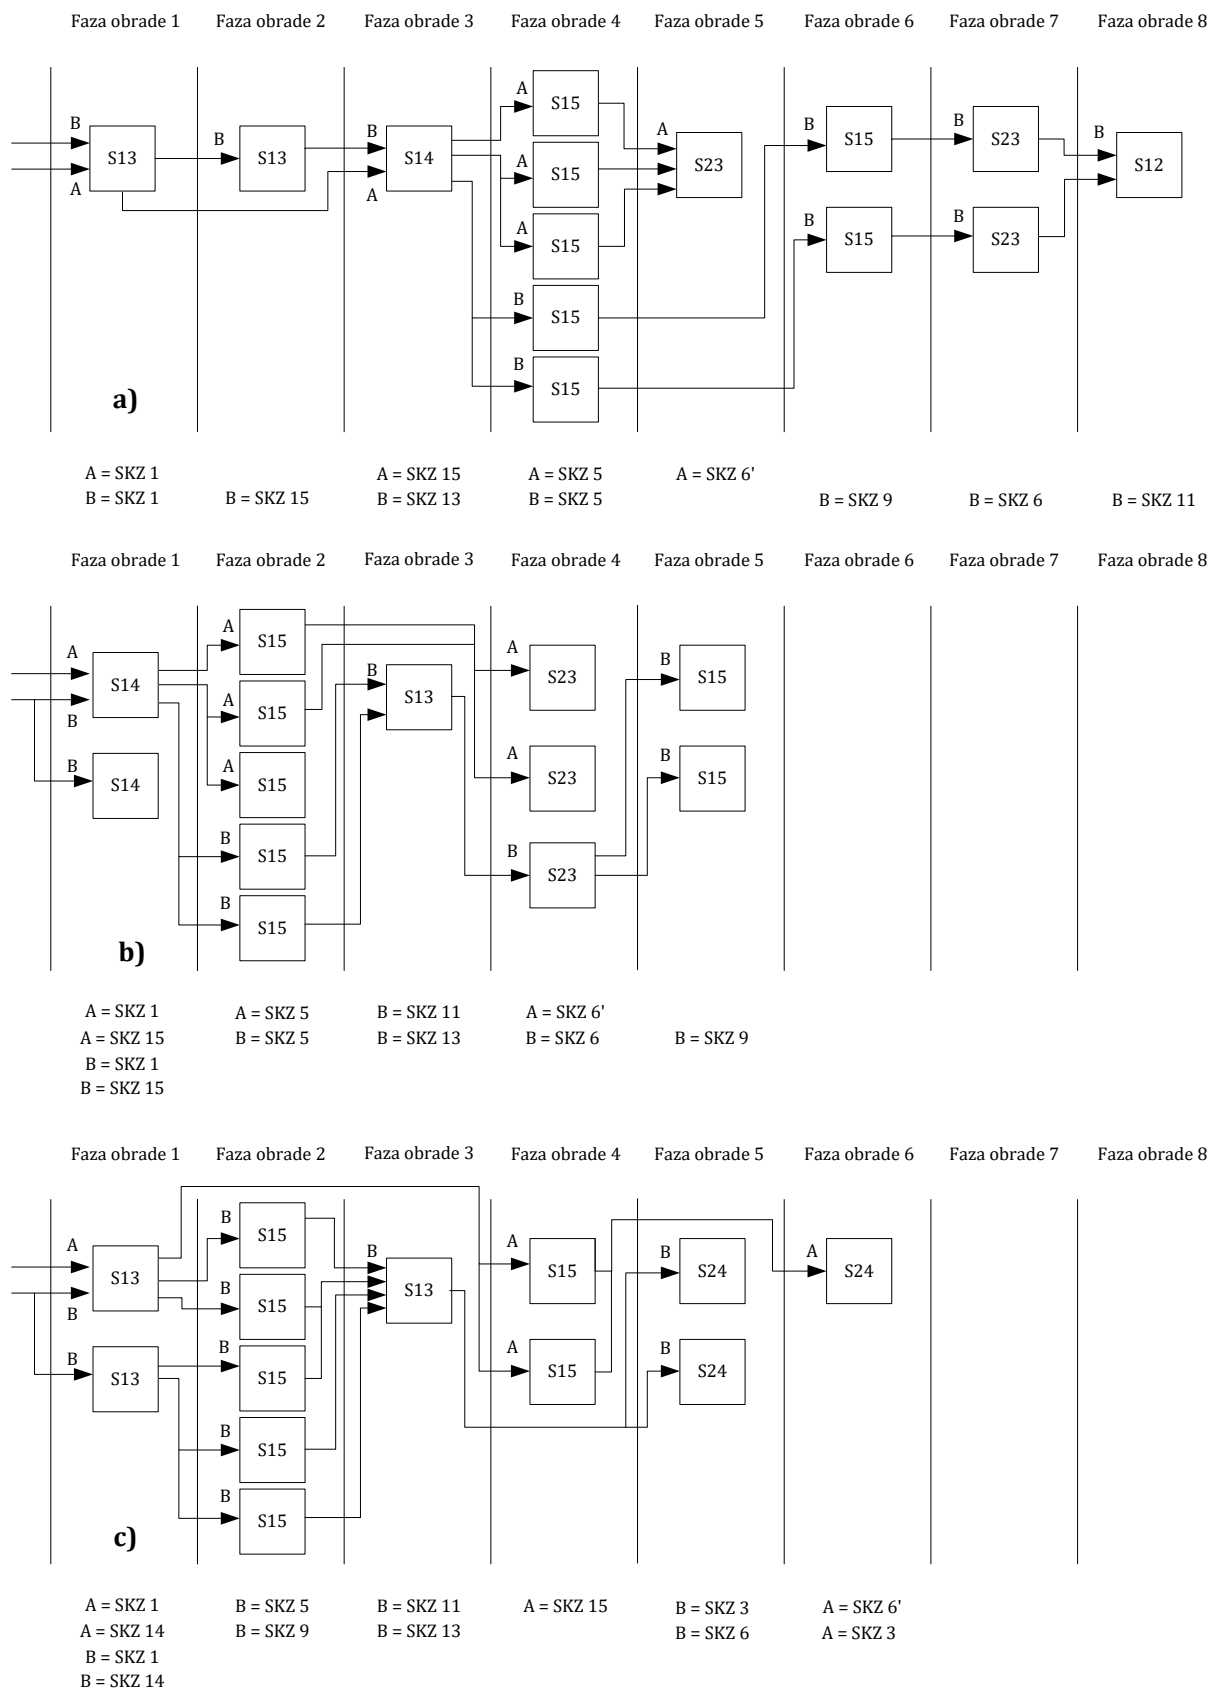 Faza obrade 1 Faza obrade 2 Faza obrade 3 Faza obrade 4 Faza obrade 5 Faza obrade 6 Faza obrade 7 Faza obrade 8
A S15
B S13 B S13 B S14 A S15 A S23 B S15 B S23 B S12
A A
A S15 B S15 B S23
B S15
B S15
a)
A = SKZ 1 A = SKZ 15 A = SKZ 5 A = SKZ 6'
B = SKZ 1 B = SKZ 15 B = SKZ 13 B = SKZ 5 B = SKZ 9 B = SKZ 6 B = SKZ 11
Faza obrade 1 Faza obrade 2 Faza obrade 3 Faza obrade 4 Faza obrade 5 Faza obrade 6 Faza obrade 7 Faza obrade 8
A S15
A S14 B S13 A S23 B S15
B A S15
B S14 A S15 A S23 B S15
B S15 B S23
B S15
b)
A = SKZ 1 A = SKZ 5 B = SKZ 11 A = SKZ 6'
A = SKZ 15 B = SKZ 5 B = SKZ 13 B = SKZ 6 B = SKZ 9
B = SKZ 1
B = SKZ 15
Faza obrade 1 Faza obrade 2 Faza obrade 3 Faza obrade 4 Faza obrade 5 Faza obrade 6 Faza obrade 7 Faza obrade 8
B S15
A S13 B S13 A S15 B S24 A S24
B B S15
B S13 B S15 A S15 B S24
B S15
B S15
c)
A = SKZ 1 B = SKZ 5 B = SKZ 11 A = SKZ 15 B = SKZ 3 A = SKZ 6'
A = SKZ 14 B = SKZ 9 B = SKZ 13 B = SKZ 6 A = SKZ 3
B = SKZ 1
B = SKZ 14